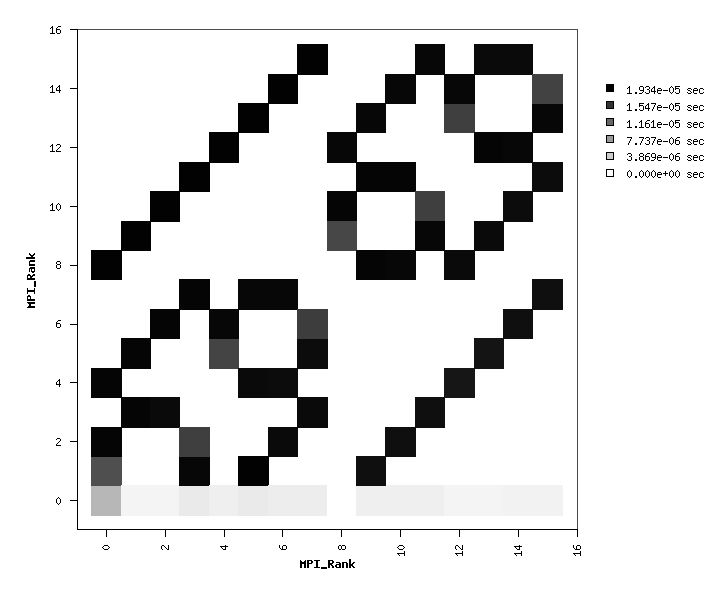 16
14
12
10
8
6
4
2
0
MPI_Rank
0 2 4 6 8 10 12 14 16
MPI_Rank
1.934e-05 sec
1.547e-05 sec
1.161e-05 sec
7.737e-06 sec
3.869e-06 sec
0.000e+00 sec